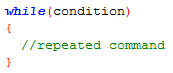 while(condition)
{
//repeated command
}